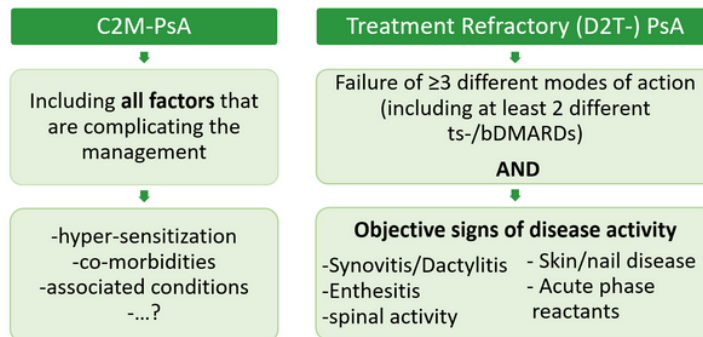 C2M-PsA
Including all factors that
are complicating the
management
-hyper-sensitization
-co-morbidities
-associated conditions
-...?
Treatment Refractory (D2T-) PsA
Failure of ≥3 different modes of action
(including at least 2 different
ts-/bDMARDs)
AND
Objective signs of disease activity
-Synovitis/Dactylitis
-Enthesitis
-spinal activity
- Skin/nail disease
- Acute phase
reactants